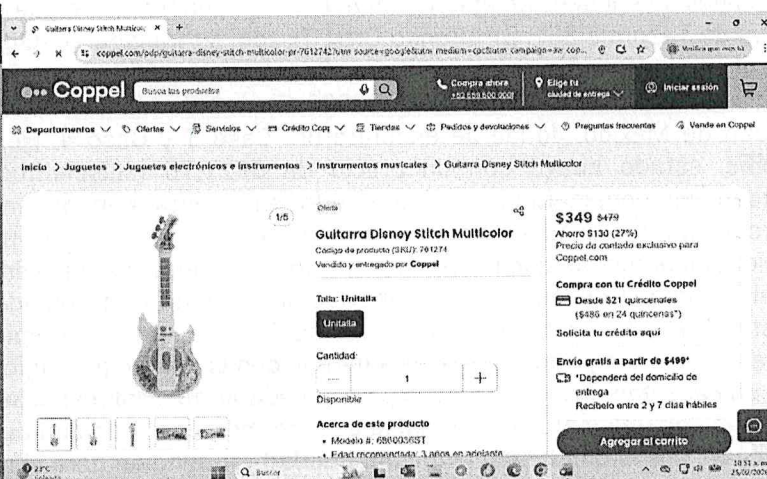 Guitarra Disney Stitch Multicolor
coppel.com/pdp/guitarra-disney-stitch-multicolor-pr-7612742?utm_source=google&utm_medium=cpc&utm_campaign=
Coppel
Busca tus productos
Compra ahora
Elige tu
ciudad de entrega
Iniciar sesión
Departamentos
Ofertas
Servicios
Crédito Coppel
Tiendas
Pedidos y devoluciones
Preguntas frecuentes
Vende en Coppel
Inicio > Juguetes > Juguetes electrónicos e instrumentos > Instrumentos musicales > Guitarra Disney Stitch Multicolor
1/5
Oferta
Guitarra Disney Stitch Multicolor
Código de producto (SKU): 761274
Vendido y entregado por Coppel
Talla: Unitalla
Unitalla
Cantidad:
1
Disponible
Acerca de este producto
• Modelo #: 6860036ST
• Edad recomendada: 3 años en adelante
$349 $479
Ahorro $130 (27%)
Precio de contado exclusivo para
Coppel.com
Compra con tu Crédito Coppel
Desde $21 quincenales
($486 en 24 quincenas*)
Solicita tu crédito aquí
Envío gratis a partir de $499*
*Dependerá del domicilio de
entrega
Recíbelo entre 2 y 7 días hábiles
Agregar al carrito
23°C
Soleado
Buscar
10:51 a.m.